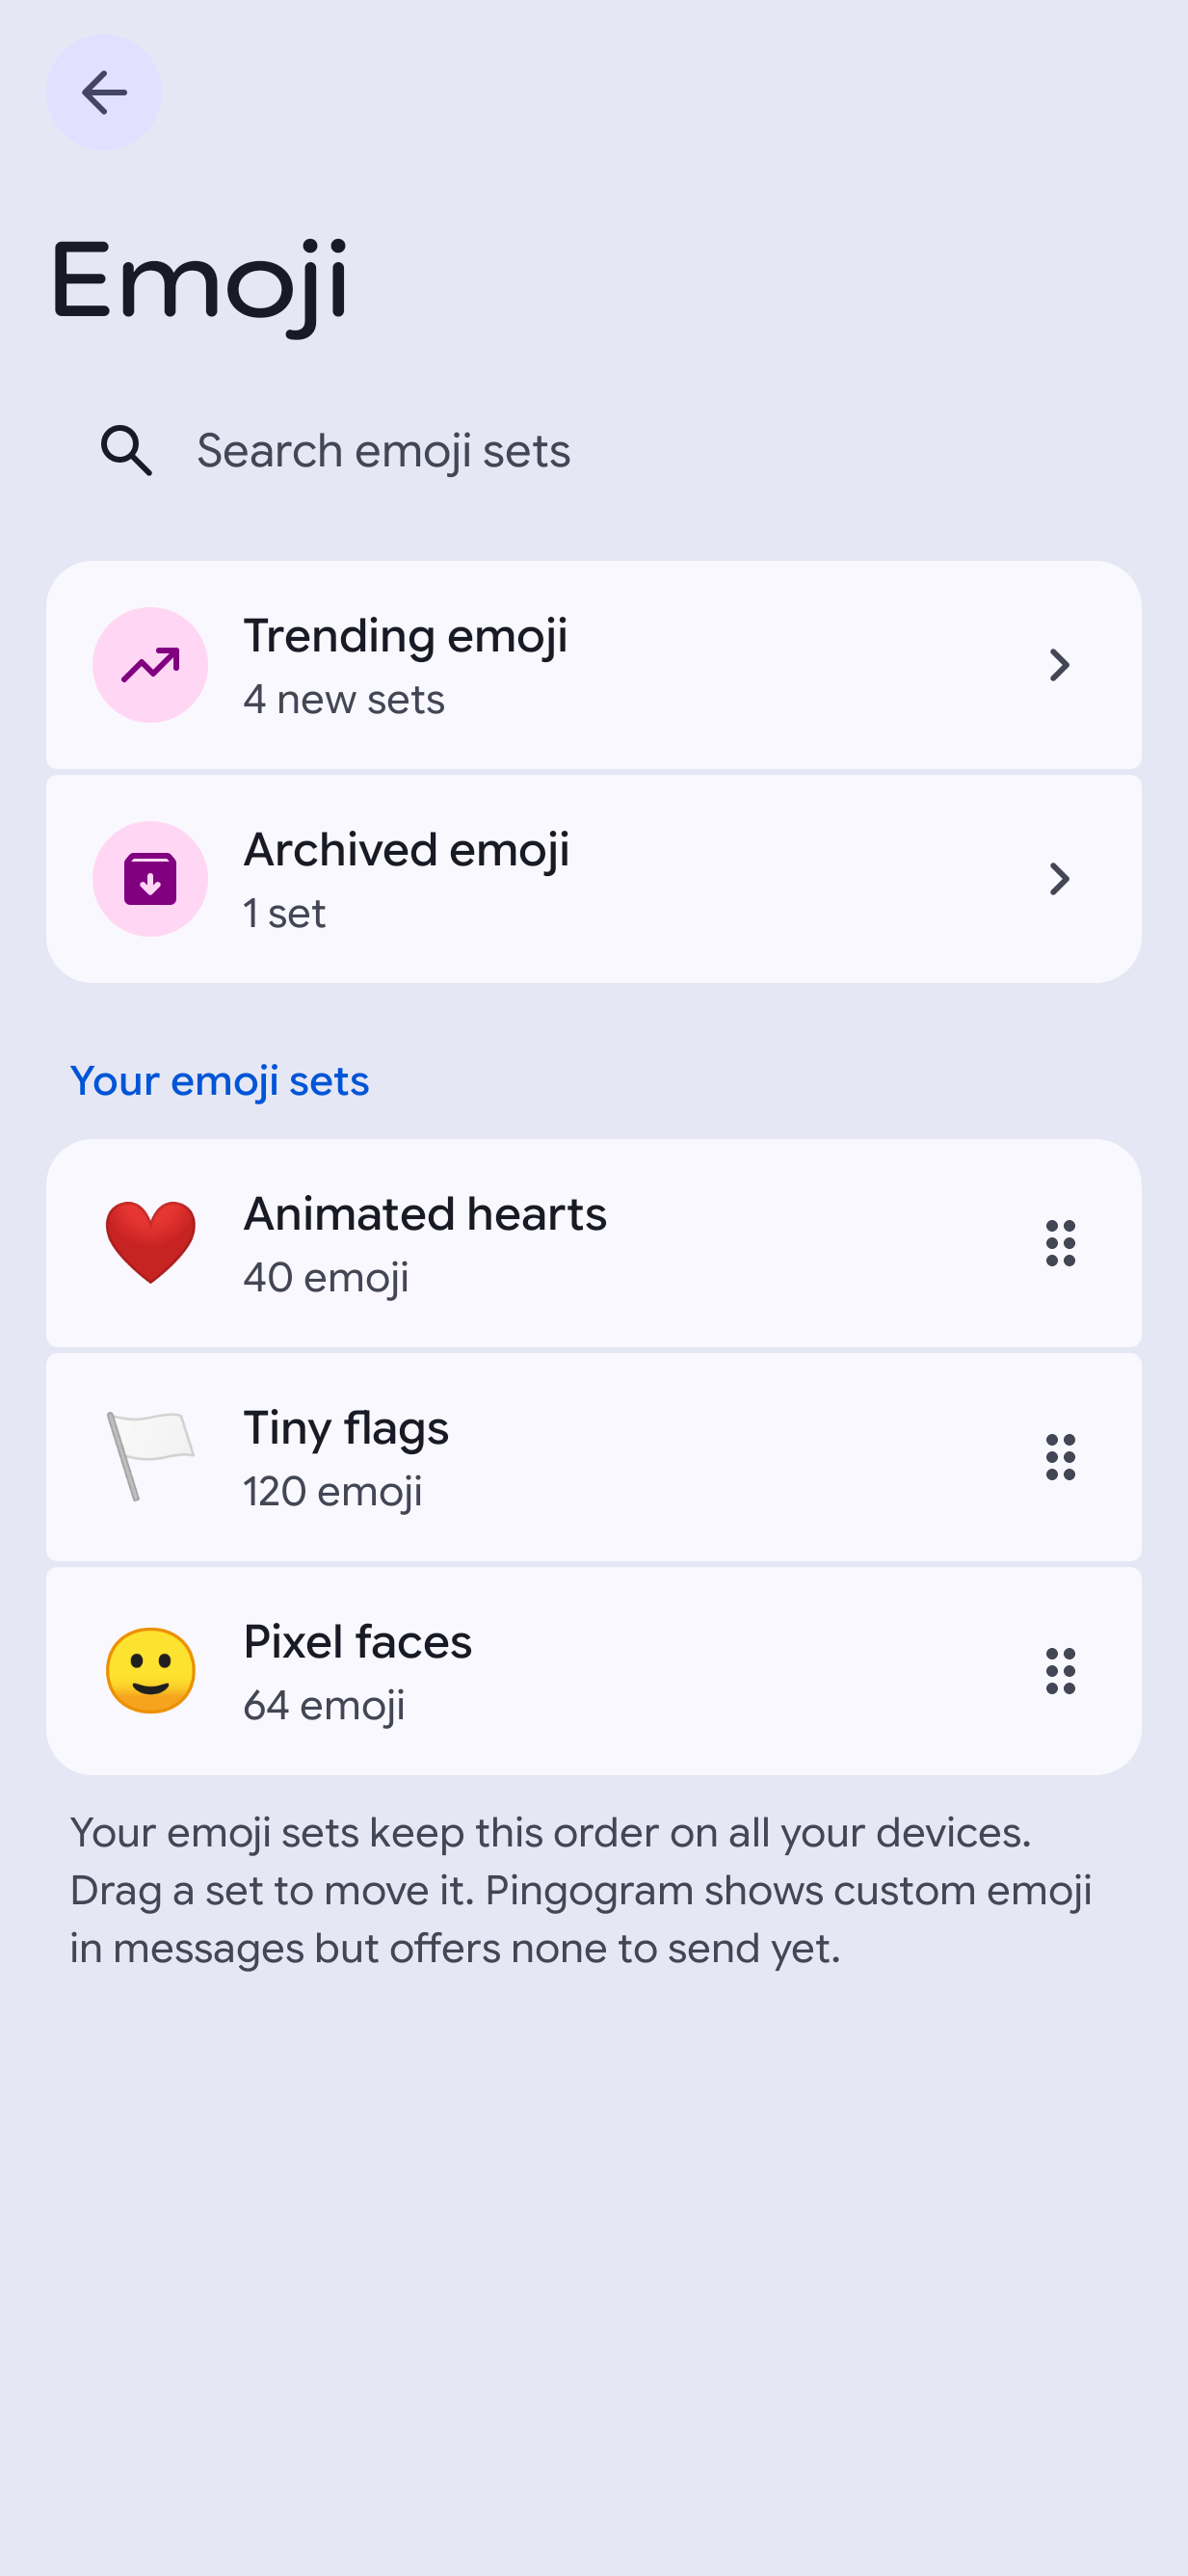 Emoji
Search emoji sets
Trending emoji
4 new sets
Archived emoji
1 set
Your emoji sets
Animated hearts
40 emoji
Tiny flags
120 emoji
Pixel faces
64 emoji
Your emoji sets keep this order on all your devices.
Drag a set to move it. Pingogram shows custom emoji
in messages but offers none to send yet.